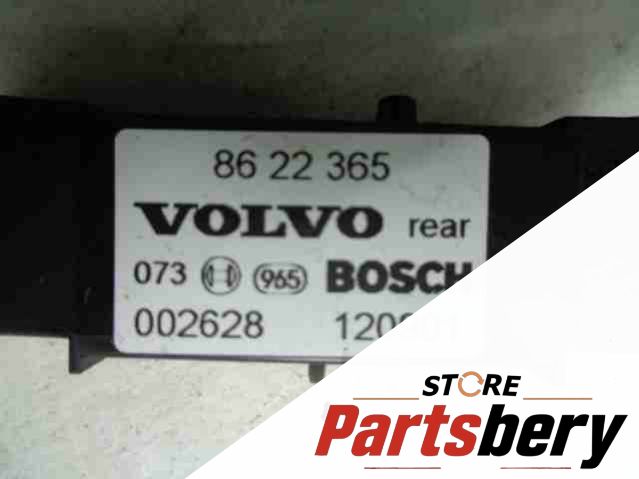 86 22 365
VOLVO rear
073 965 BOSCH
002628
STORE
Partsbery